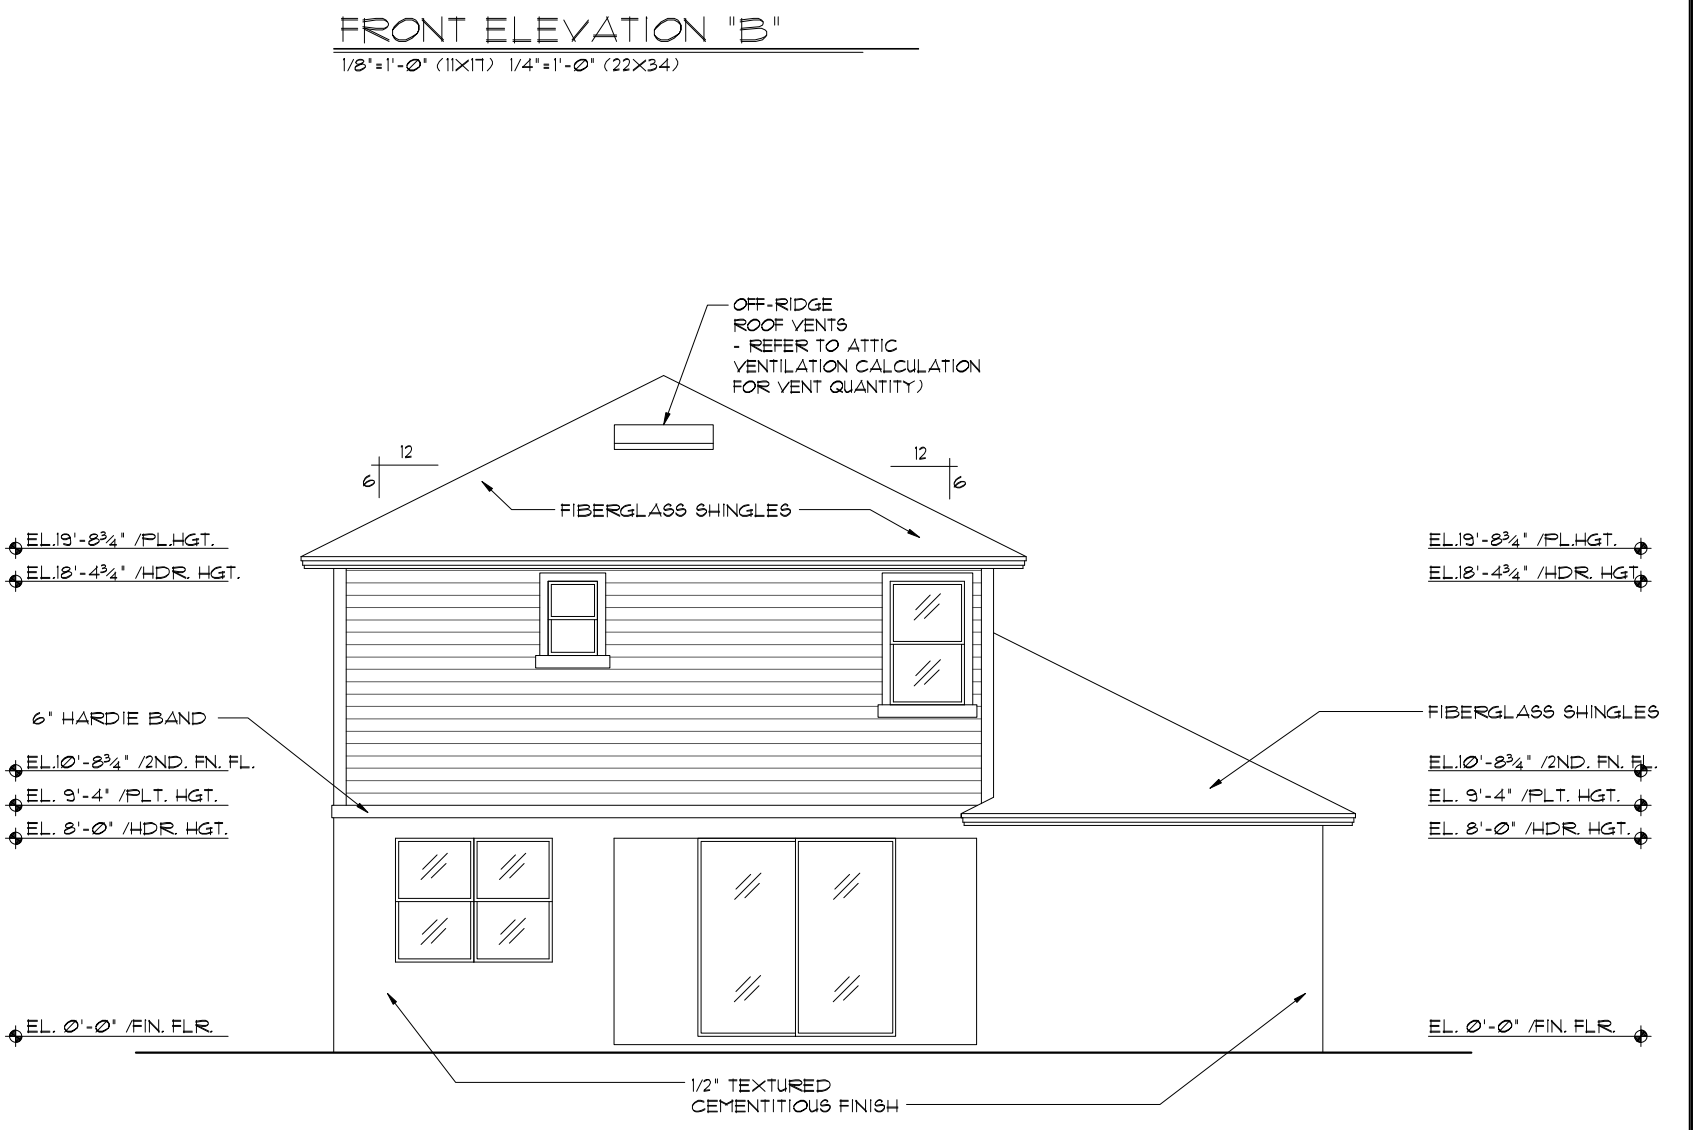 FRONT ELEVATION "B"
1/8"=1'-0" (11X17) 1/4"=1'-0" (22X34)
OFF-RIDGE
ROOF VENTS
- REFER TO ATTIC
VENTILATION CALCULATION
FOR VENT QUANTITY)
12
6
12
6
FIBERGLASS SHINGLES
EL.19'-8¾" /PL.HGT.
EL.18'-4¾" /HDR. HGT.
EL.19'-8¾" /PL.HGT.
EL.18'-4¾" /HDR. HGT.
6" HARDIE BAND
FIBERGLASS SHINGLES
EL.10'-8¾" /2ND. FN. FL.
EL. 9'-4" /PLT. HGT.
EL. 8'-0" /HDR. HGT.
EL.10'-8¾" /2ND. FN. FL.
EL. 9'-4" /PLT. HGT.
EL. 8'-0" /HDR. HGT.
EL. 0'-0" /FIN. FLR.
EL. 0'-0" /FIN. FLR.
1/2" TEXTURED
CEMENTITIOUS FINISH